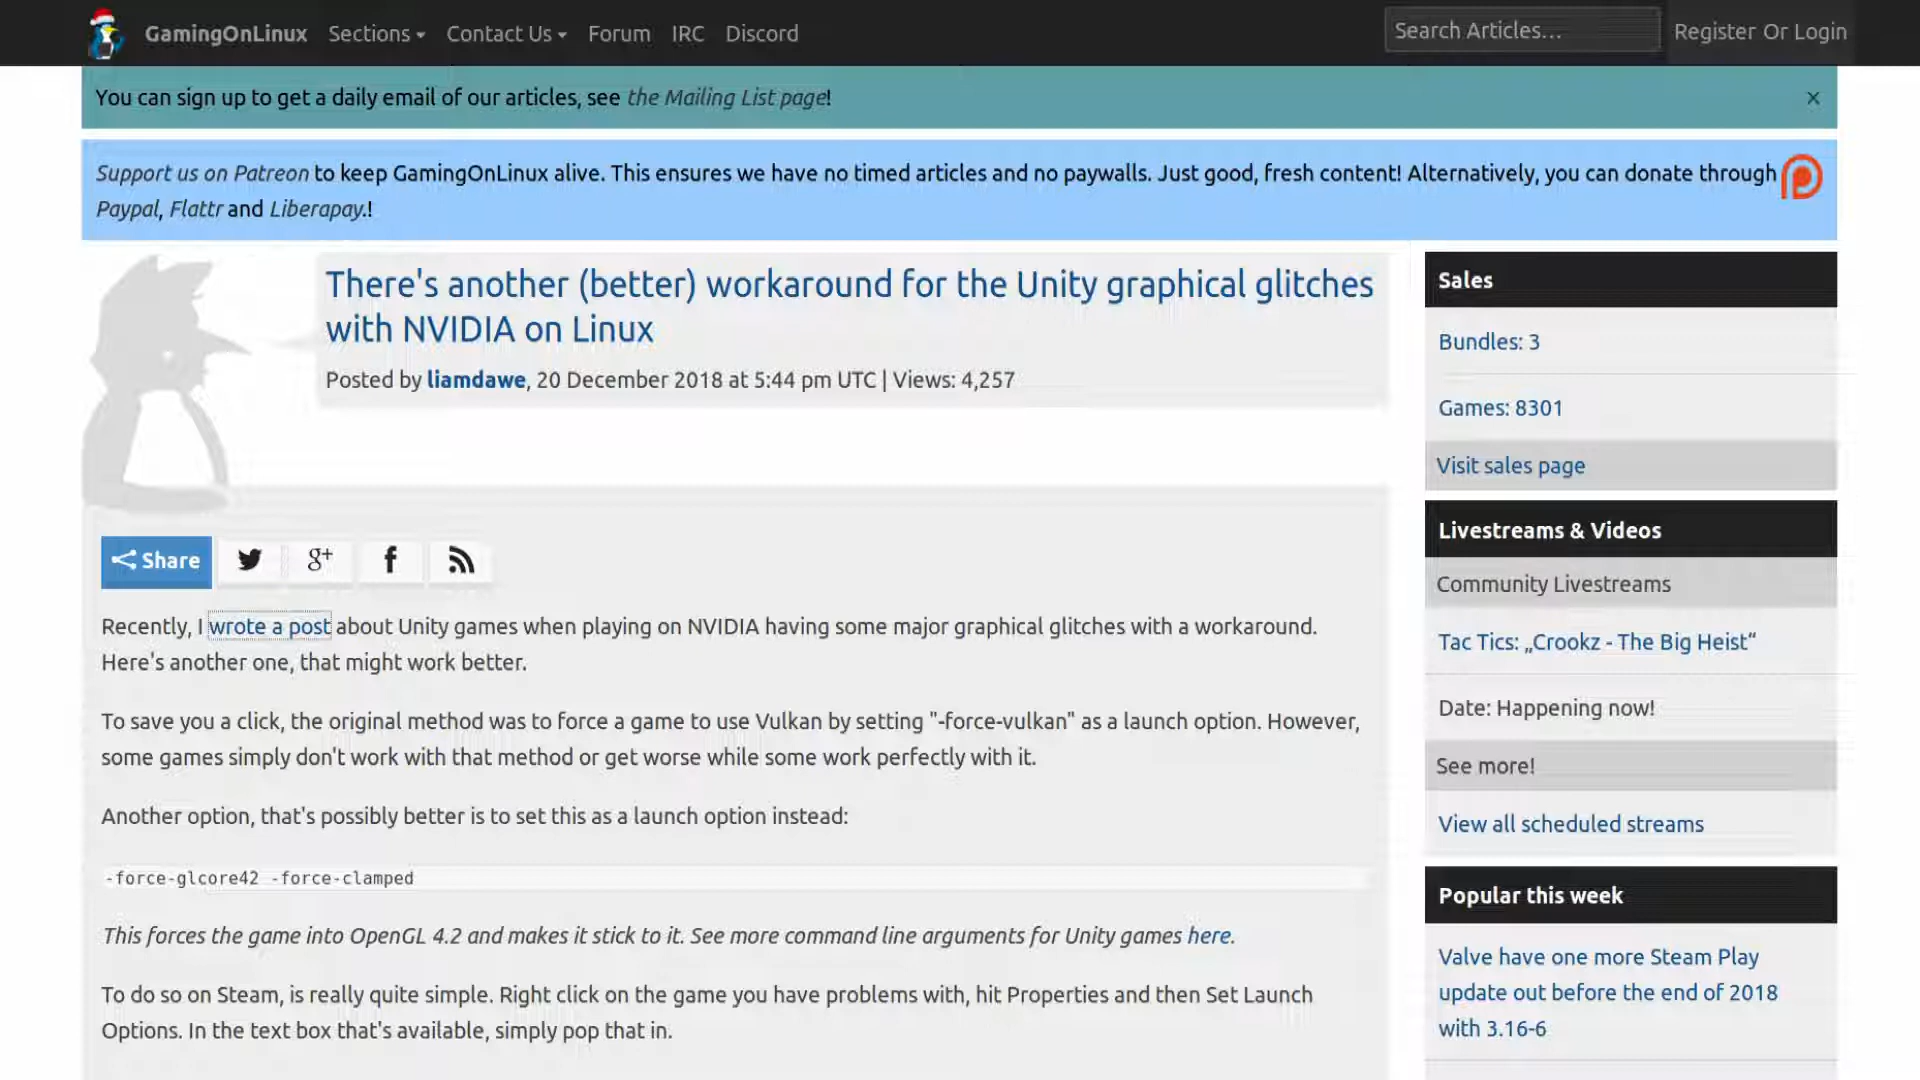 GamingOnLinux Sections Contact Us Forum IRC Discord Search Articles... Register Or Login
You can sign up to get a daily email of our articles, see the Mailing List page! ×
Support us on Patreon to keep GamingOnLinux alive. This ensures we have no timed articles and no paywalls. Just good, fresh content! Alternatively, you can donate through
Paypal, Flattr and Liberapay.!
There's another (better) workaround for the Unity graphical glitches
with NVIDIA on Linux
Posted by liamdawe, 20 December 2018 at 5:44 pm UTC | Views: 4,257
Share g+ f
Recently, I wrote a post about Unity games when playing on NVIDIA having some major graphical glitches with a workaround.
Here's another one, that might work better.
To save you a click, the original method was to force a game to use Vulkan by setting "-force-vulkan" as a launch option. However,
some games simply don't work with that method or get worse while some work perfectly with it.
Another option, that's possibly better is to set this as a launch option instead:
-force-glcore42 -force-clamped
This forces the game into OpenGL 4.2 and makes it stick to it. See more command line arguments for Unity games here.
To do so on Steam, is really quite simple. Right click on the game you have problems with, hit Properties and then Set Launch
Options. In the text box that's available, simply pop that in.
Sales
Bundles: 3
Games: 8301
Visit sales page
Livestreams & Videos
Community Livestreams
Tac Tics: „Crookz - The Big Heist“
Date: Happening now!
See more!
View all scheduled streams
Popular this week
Valve have one more Steam Play
update out before the end of 2018
with 3.16-6